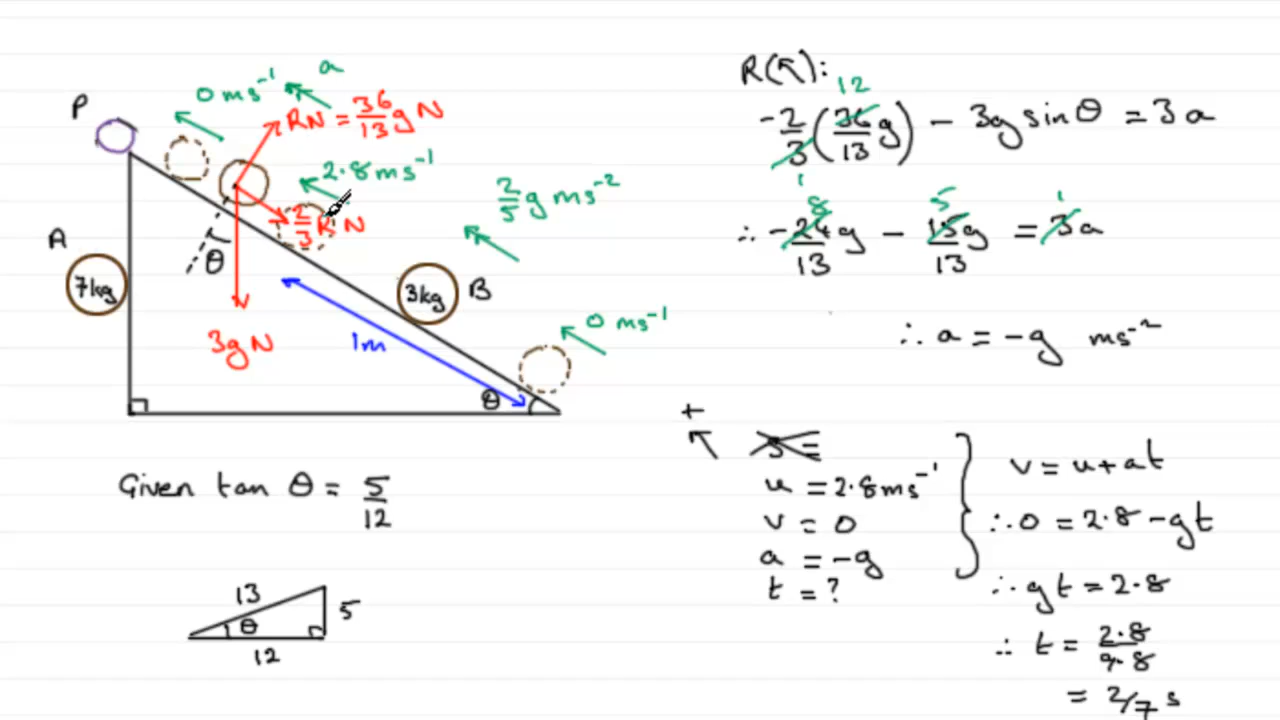 P
0 ms⁻¹
a
RN = 36/13 g N
2.8 ms⁻¹
2/3 R N
2/5 g ms⁻²
A
7kg
θ
3kg
B
3g N
1m
0 ms⁻¹
θ
Given tan θ = 5/12
13
5
θ
12
R(↖):
12
-2/3 (36/13 g) - 3g sinθ = 3a
1
8 5 1
∴ -24/13 g - 15/13 g = 3a
∴ a = -g ms⁻²
+
s =
u = 2.8ms⁻¹
v = 0
a = -g
t = ?
v = u + at
∴ 0 = 2.8 - gt
∴ gt = 2.8
∴ t = 2.8/9.8
= 2/7 s